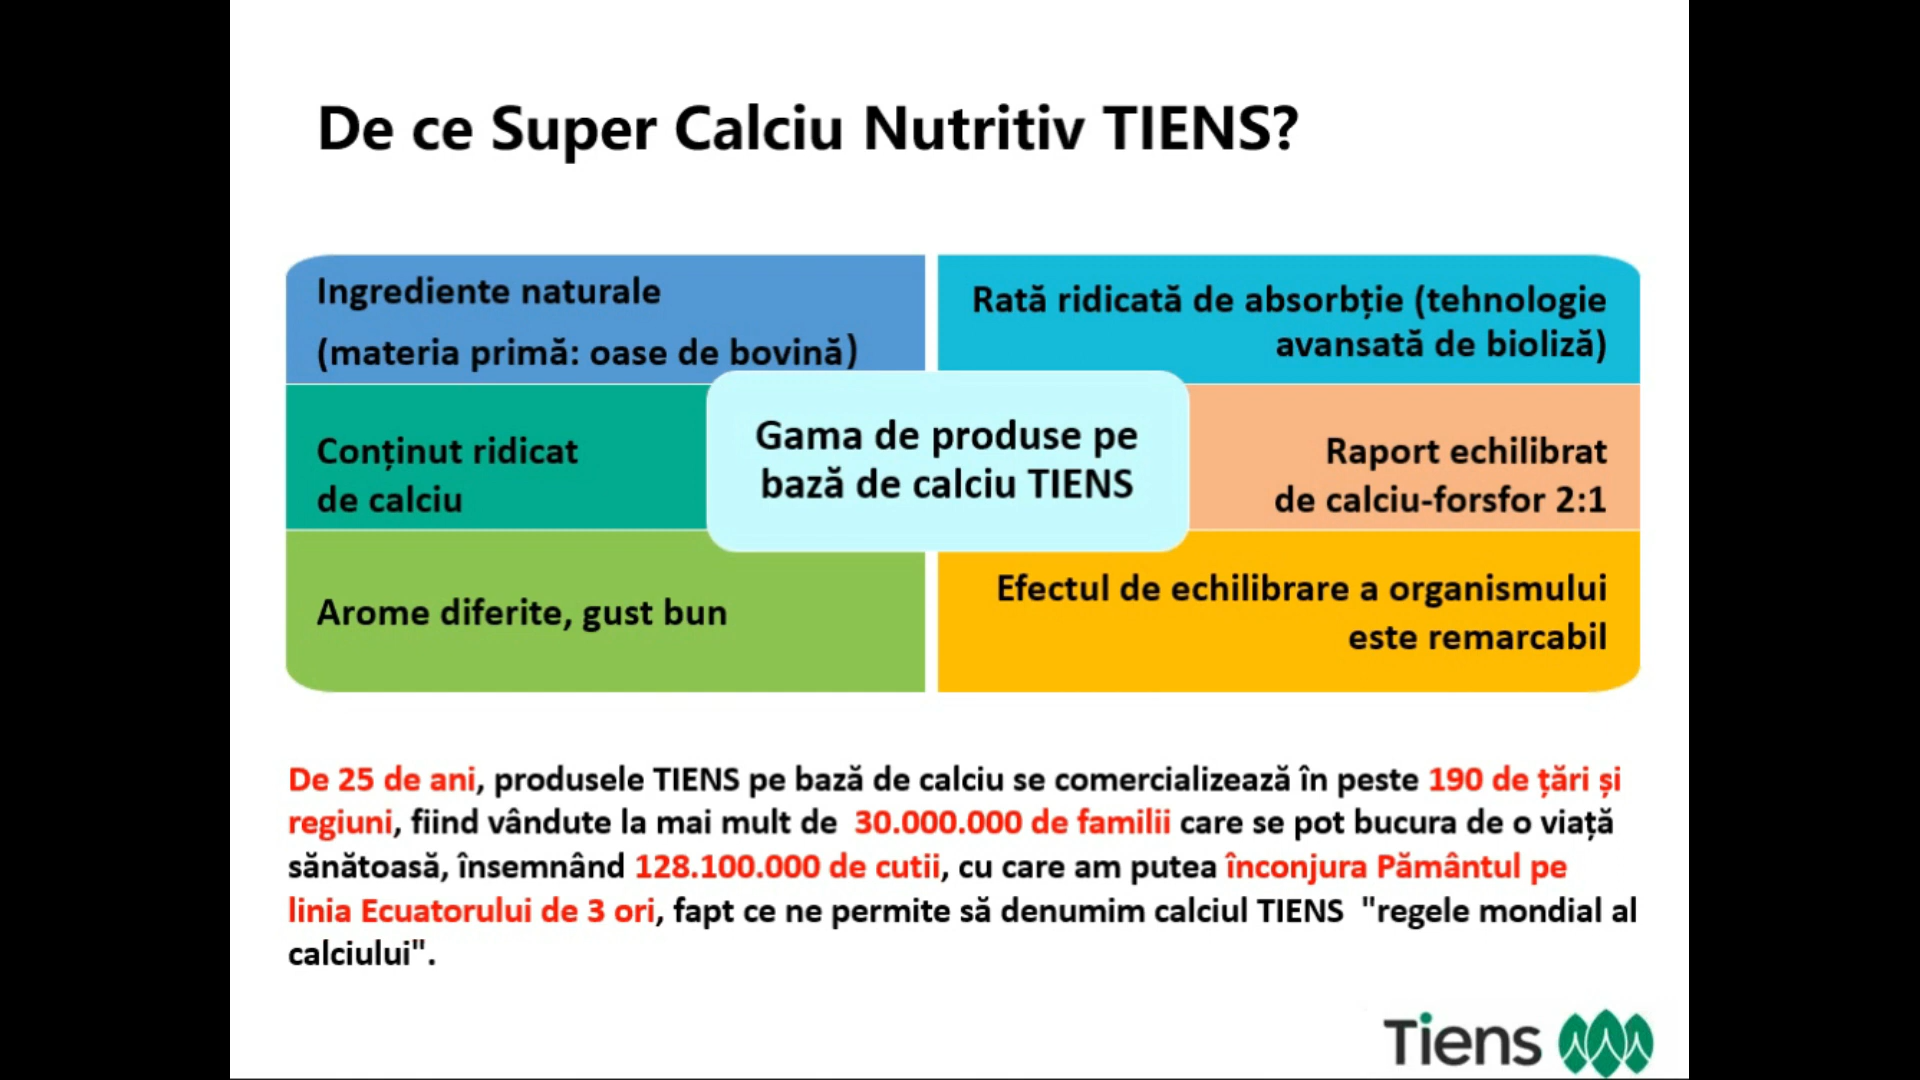 De ce Super Calciu Nutritiv TIENS?
Ingrediente naturale
(materia primă: oase de bovină)
Rată ridicată de absorbție (tehnologie
avansată de bioliză)
Conținut ridicat
de calciu
Gama de produse pe
bază de calciu TIENS
Raport echilibrat
de calciu-forsfor 2:1
Arome diferite, gust bun
Efectul de echilibrare a organismului
este remarcabil
De 25 de ani, produsele TIENS pe bază de calciu se comercializează în peste 190 de țări și
regiuni, fiind vândute la mai mult de 30.000.000 de familii care se pot bucura de o viață
sănătoasă, însemnând 128.100.000 de cutii, cu care am putea înconjura Pământul pe
linia Ecuatorului de 3 ori, fapt ce ne permite să denumim calciul TIENS "regele mondial al
calciului".
Tiens